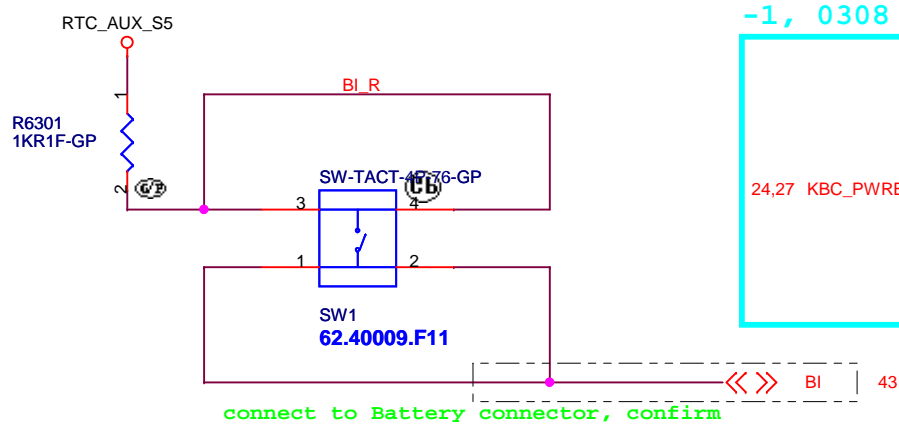 -1, 0308
RTC_AUX_S5
BI_R
R6301
1KR1F-GP
1
2
G/P
SW-TACT-4P-76-GP
Cb
3
4
24,27 KBC_PWRE
1
2
SW1
62.40009.F11
BI 43
connect to Battery connector, confirm